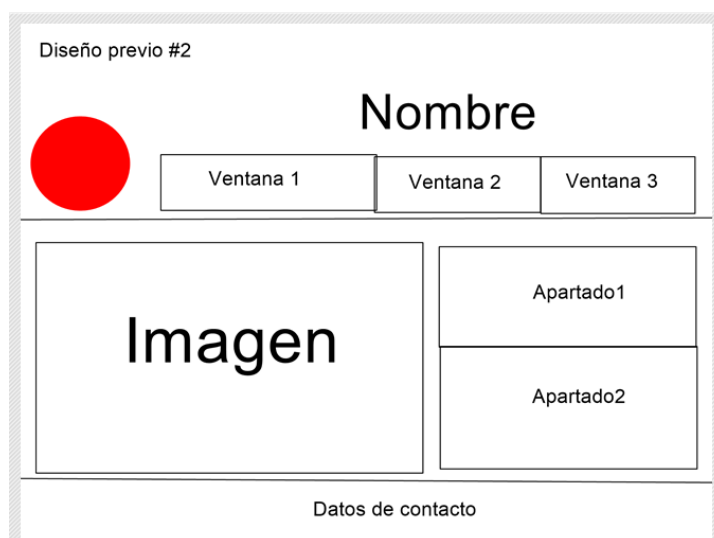 Diseño previo #2
Nombre
Ventana 1
Ventana 2
Ventana 3
Imagen
Apartado1
Apartado2
Datos de contacto